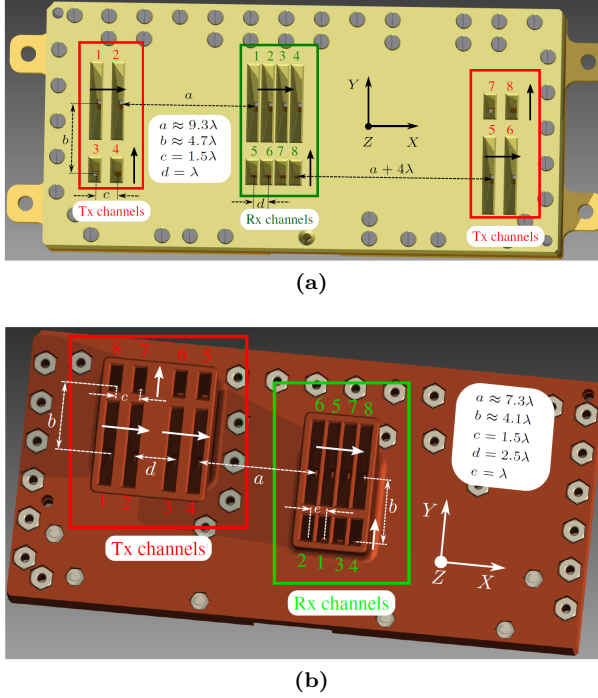 1 2
1 2 3 4
7 8
a
b
a ≈ 9.3λ
b ≈ 4.7λ
c = 1.5λ
d = λ
Y
Z X
5 6
3 4
5 6 7 8
a + 4λ
c
d
Tx channels
Rx channels
Tx channels
(a)
8 7 6 5
c
b
d
a
6 5 7 8
a ≈ 7.3λ
b ≈ 4.1λ
c = 1.5λ
d = 2.5λ
e = λ
e
b
1 2 3 4
2 1 3 4
Y
Z X
Tx channels
Rx channels
(b)